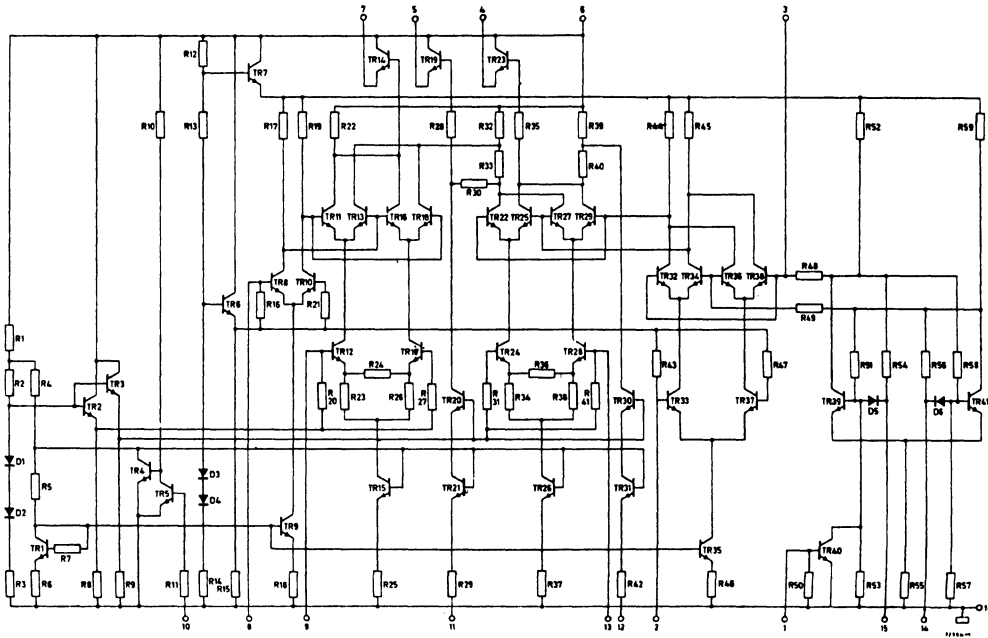 7 5 4 6 3
R12 TR7 TR14 TR19 TR23
R10 R13 R17 R19 R22 R28 R32 R35 R39 R45 R52 R59
R33 R40
R30
TR11 TR13 TR16 TR18 TR22 TR25 TR27 TR29
TR8 TR10 TR32 TR34 TR36 TR38 R48
R16 R21 TR6
R49
R1
TR12 TR24 TR28
R2 R4 TR3 R24 R36 R43 R47 R91 R54 R56 R58
TR2 R20 R23 R26 R27 TR20 R31 R34 R38 R41 TR30 TR33 TR37 TR39 D5 D6 TR41
D1 TR4 D3
R5 TR5 TR15 TR21 TR26 TR31
D2 D4
TR9
TR1 R7 TR35 TR40
R3 R6 R8 R9 R11 R14 R15 R18 R25 R29 R37 R42 R46 R50 R53 R55 R57
10 8 9 11 13 12 2 1 15 14